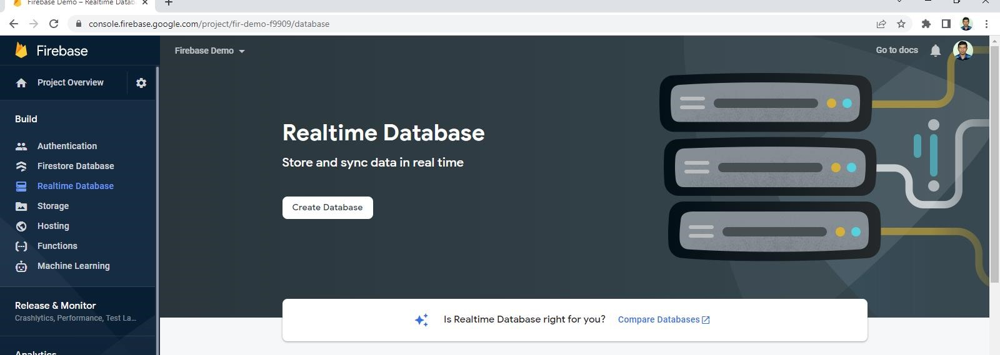 Firebase Demo – Realtime Datab
console.firebase.google.com/project/fir-demo-f9909/database
Firebase
Firebase Demo
Go to docs
Project Overview
Build
Authentication
Firestore Database
Realtime Database
Storage
Hosting
Functions
Machine Learning
Release & Monitor
Crashlytics, Performance, Test La...
Analytics
Realtime Database
Store and sync data in real time
Create Database
Is Realtime Database right for you? Compare Databases